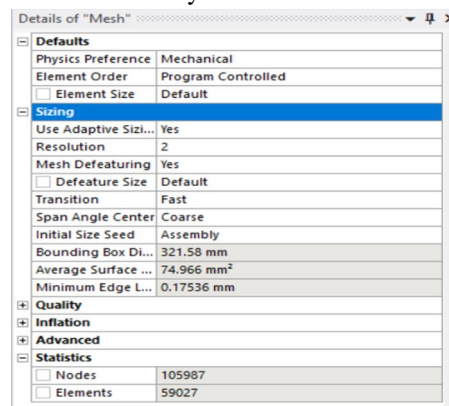 Details of "Mesh"
Defaults
Physics Preference Mechanical
Element Order Program Controlled
Element Size Default
Sizing
Use Adaptive Sizi... Yes
Resolution 2
Mesh Defeaturing Yes
Defeature Size Default
Transition Fast
Span Angle Center Coarse
Initial Size Seed Assembly
Bounding Box Di... 321.58 mm
Average Surface ... 74.966 mm²
Minimum Edge L... 0.17536 mm
Quality
Inflation
Advanced
Statistics
Nodes 105987
Elements 59027